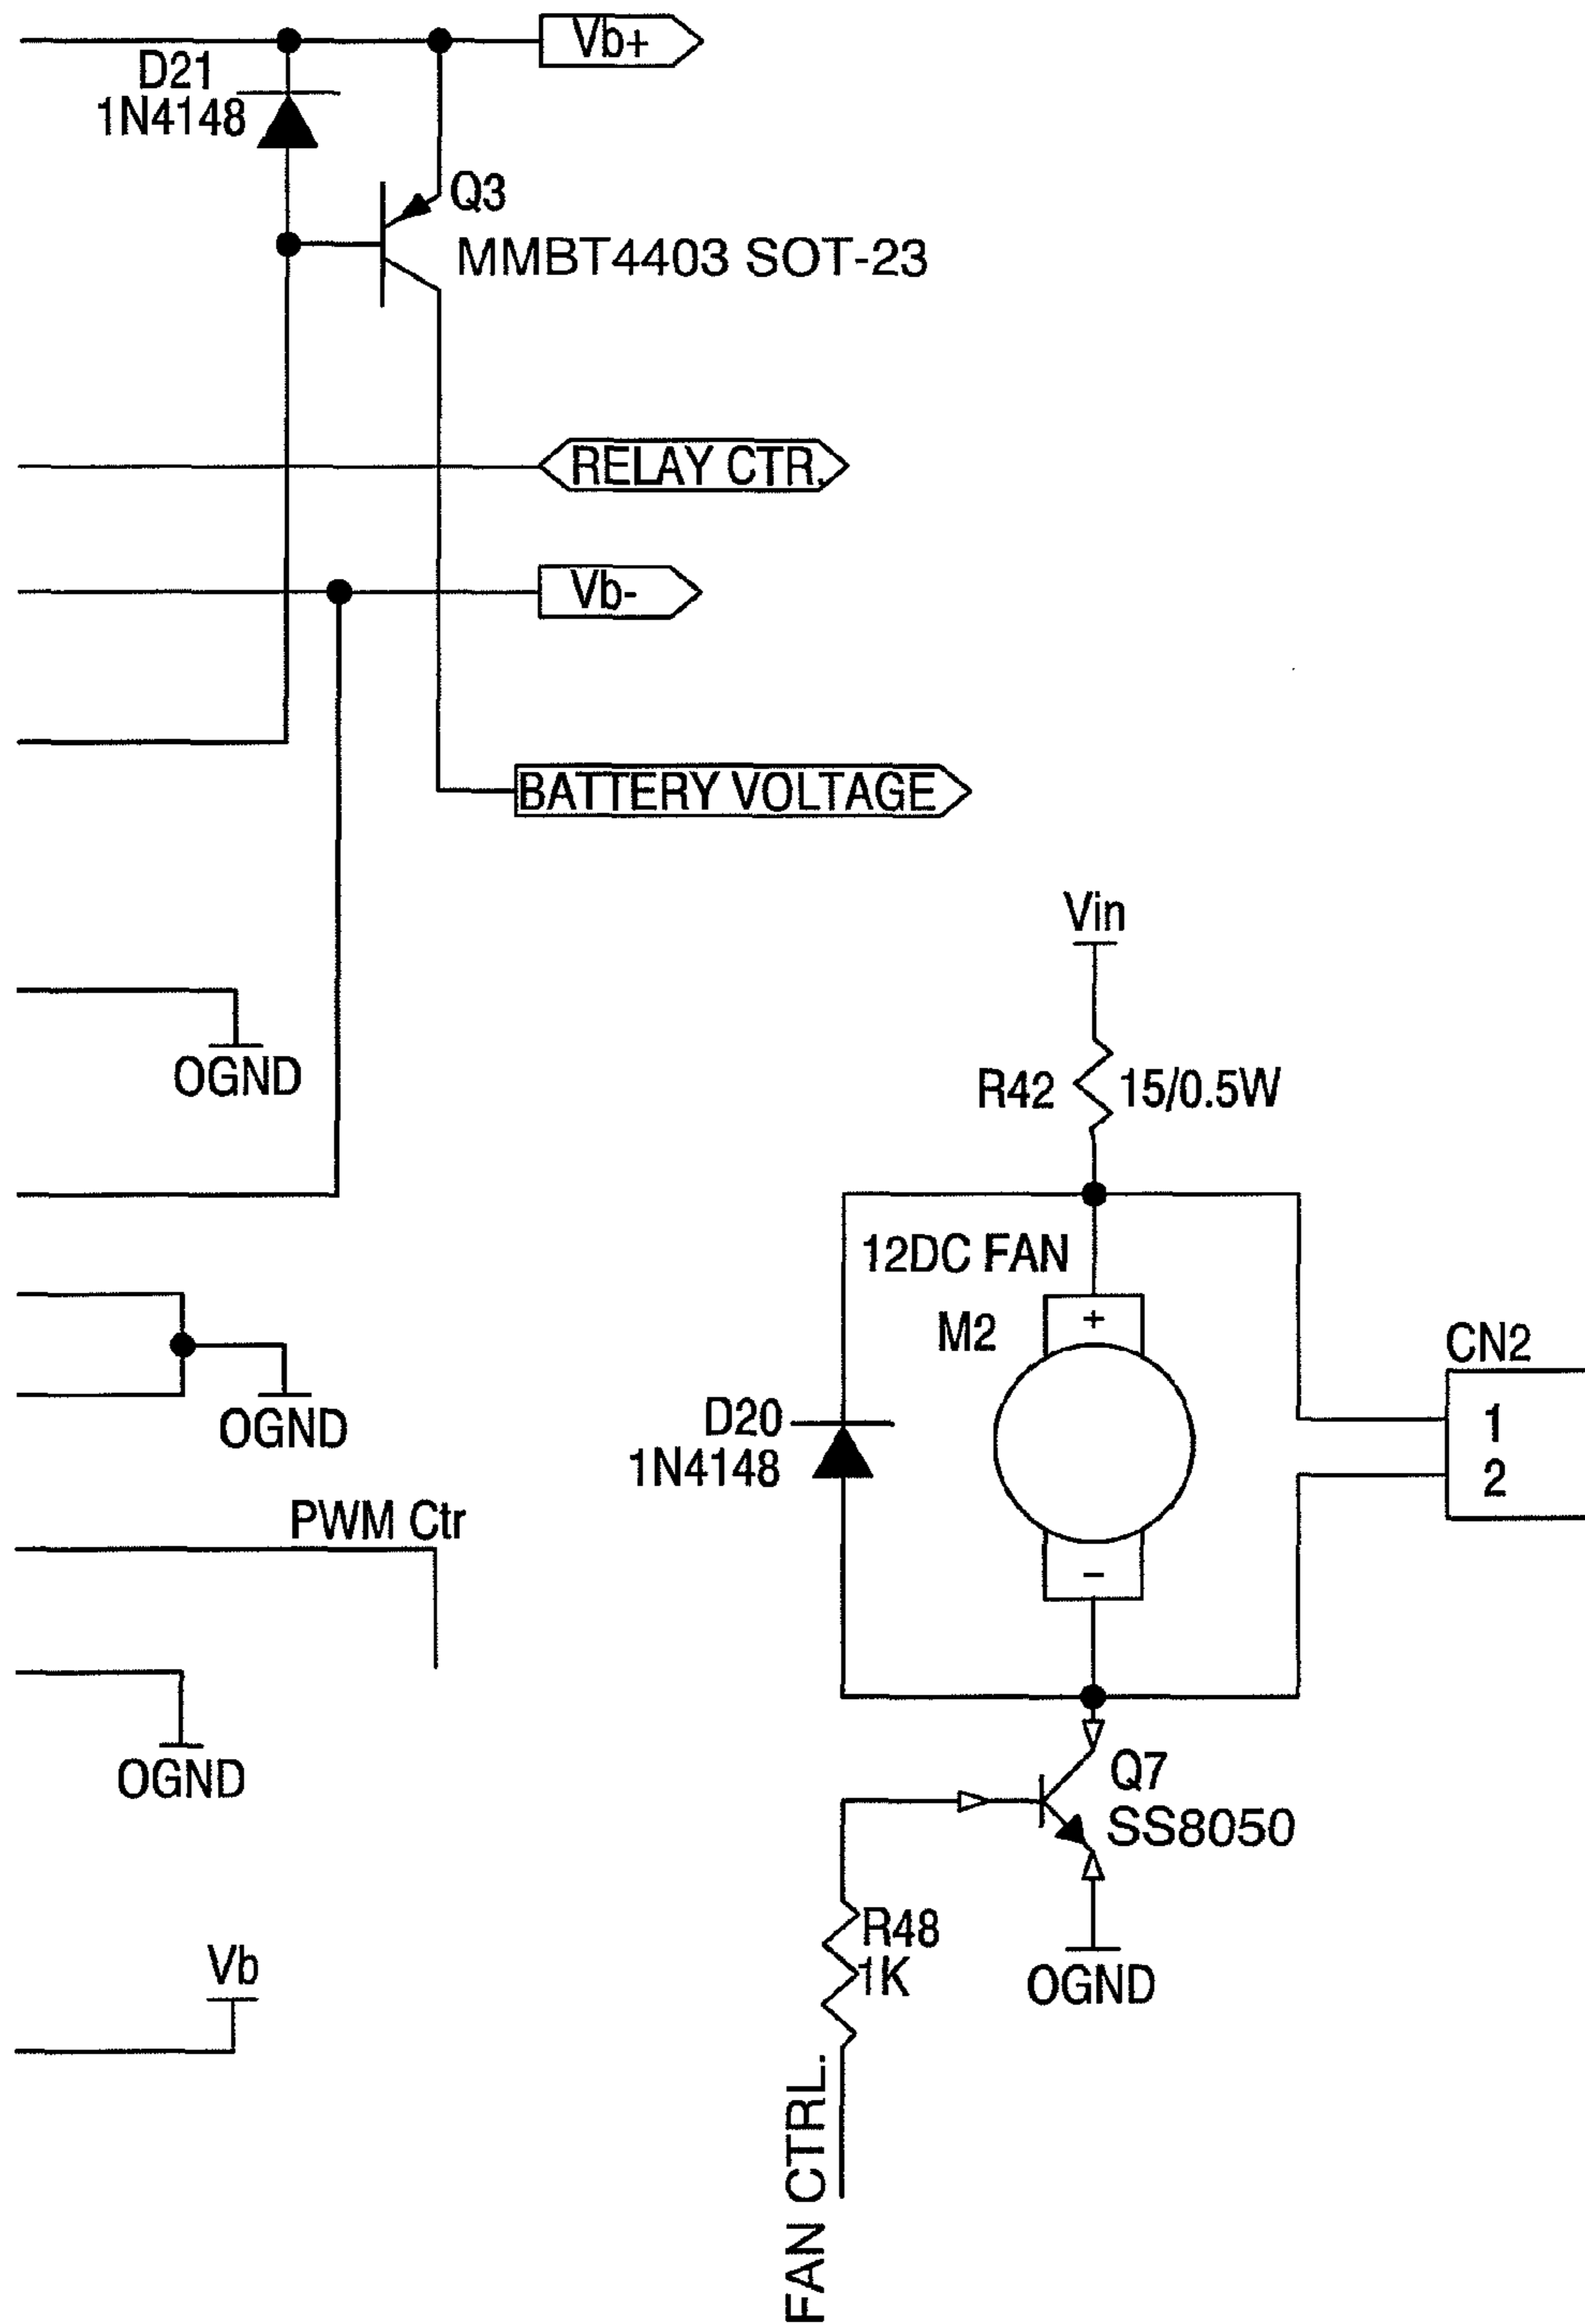 Vb+
D21
1N4148
Q3
MMBT4403 SOT-23
RELAY CTR.
Vb-
BATTERY VOLTAGE
Vin
OGND
R42 15/0.5W
12DC FAN
+
M2
CN2
1
2
D20
1N4148
OGND
PWM Ctr
-
Q7
SS8050
OGND
R48
1K
OGND
Vb
FAN CTRL.